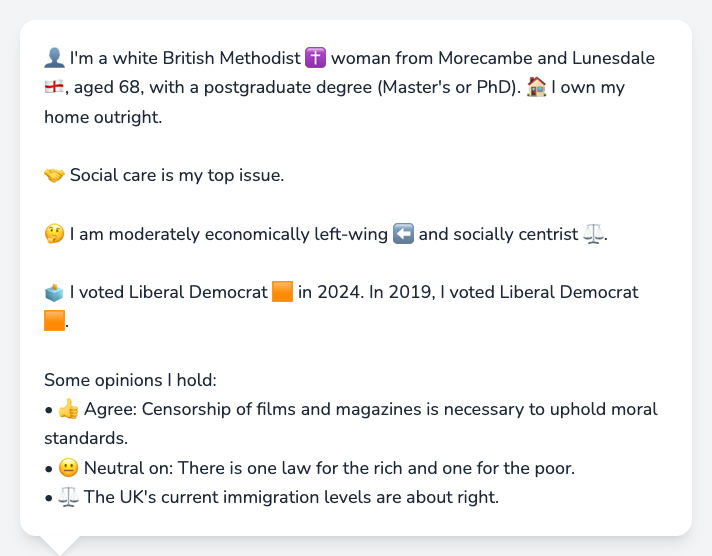 👤 I'm a white British Methodist ✝️ woman from Morecambe and Lunesdale
🏴󠁧󠁢󠁥󠁮󠁧󠁿, aged 68, with a postgraduate degree (Master's or PhD). 🏠 I own my
home outright.
🤝 Social care is my top issue.
🤔 I am moderately economically left-wing ⬅️ and socially centrist ⚖️.
🗳️ I voted Liberal Democrat 🟧 in 2024. In 2019, I voted Liberal Democrat
🟧.
Some opinions I hold:
• 👍 Agree: Censorship of films and magazines is necessary to uphold moral
standards.
• 😐 Neutral on: There is one law for the rich and one for the poor.
• ⚖️ The UK's current immigration levels are about right.